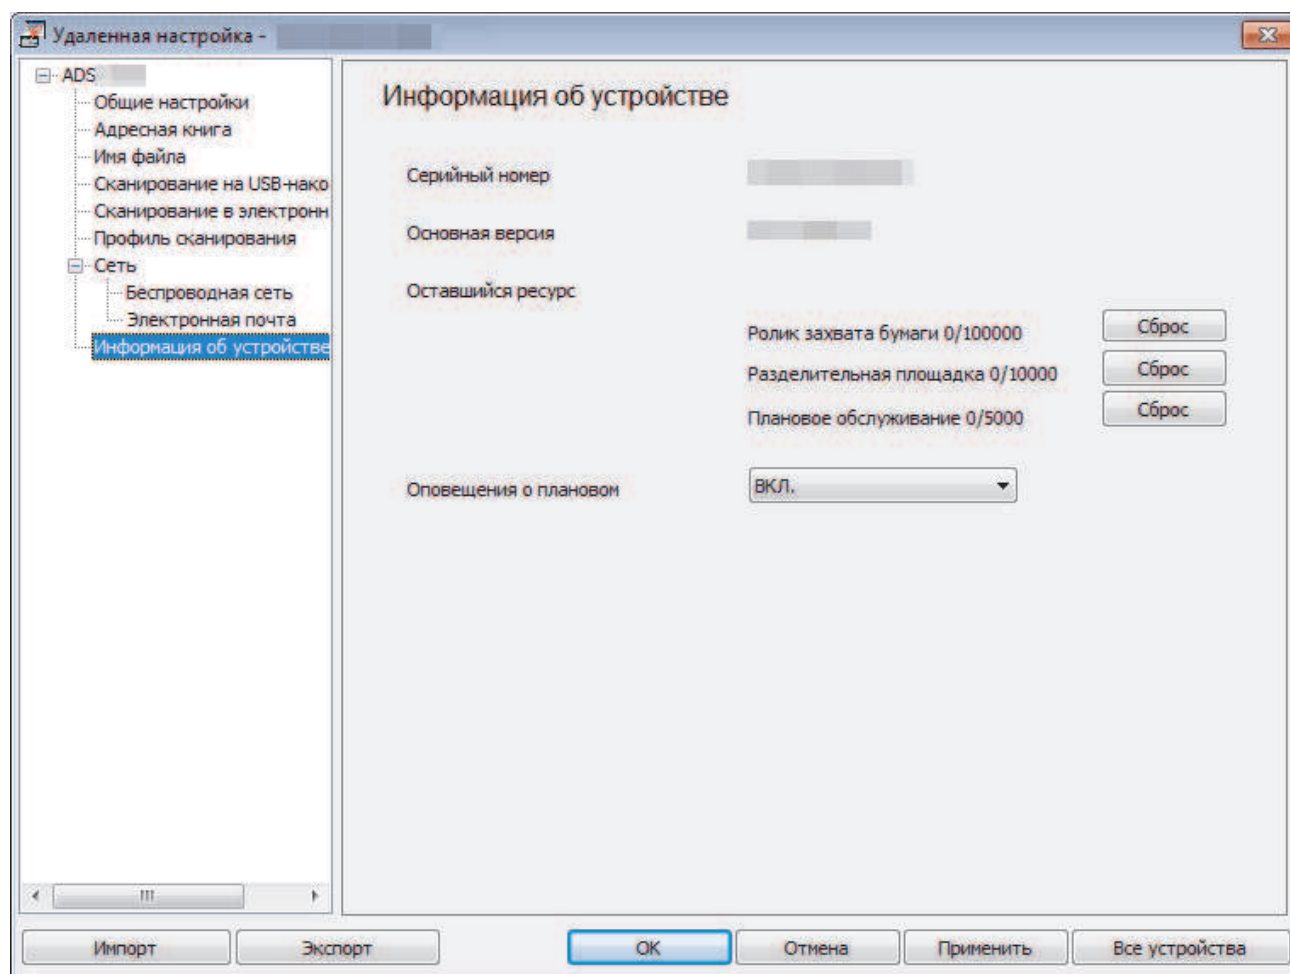 Удаленная настройка -
ADS
Общие настройки
Адресная книга
Имя файла
Сканирование на USB-нако
Сканирование в электронн
Профиль сканирования
Сеть
Беспроводная сеть
Электронная почта
Информация об устройстве
Информация об устройстве
Серийный номер
Основная версия
Оставшийся ресурс
Ролик захвата бумаги 0/100000 Сброс
Разделительная площадка 0/10000 Сброс
Плановое обслуживание 0/5000 Сброс
Оповещения о плановом ВКЛ.
Импорт Экспорт OK Отмена Применить Все устройства